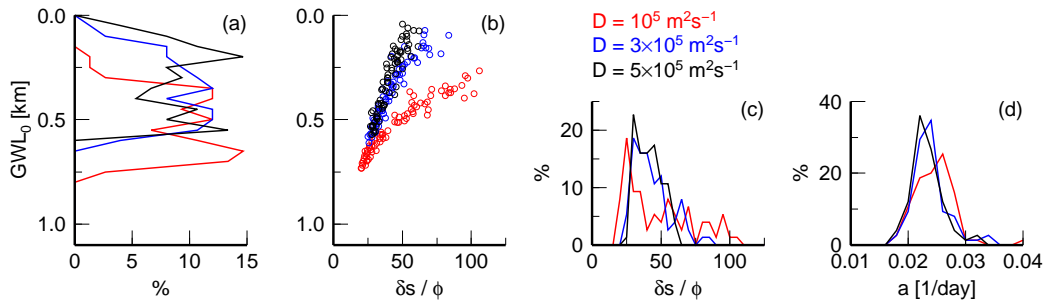 (a)
(b)
D = 10⁵ m²s⁻¹
D = 3×10⁵ m²s⁻¹
D = 5×10⁵ m²s⁻¹
(c)
(d)
GWL₀ [km]
0.0
0.5
1.0
0 5 10 15
%
0.0
0.5
1.0
0 50 100
δs / ϕ
%
0
10
20
0 50 100
δs / ϕ
%
0
20
40
0.01 0.02 0.03 0.04
a [1/day]